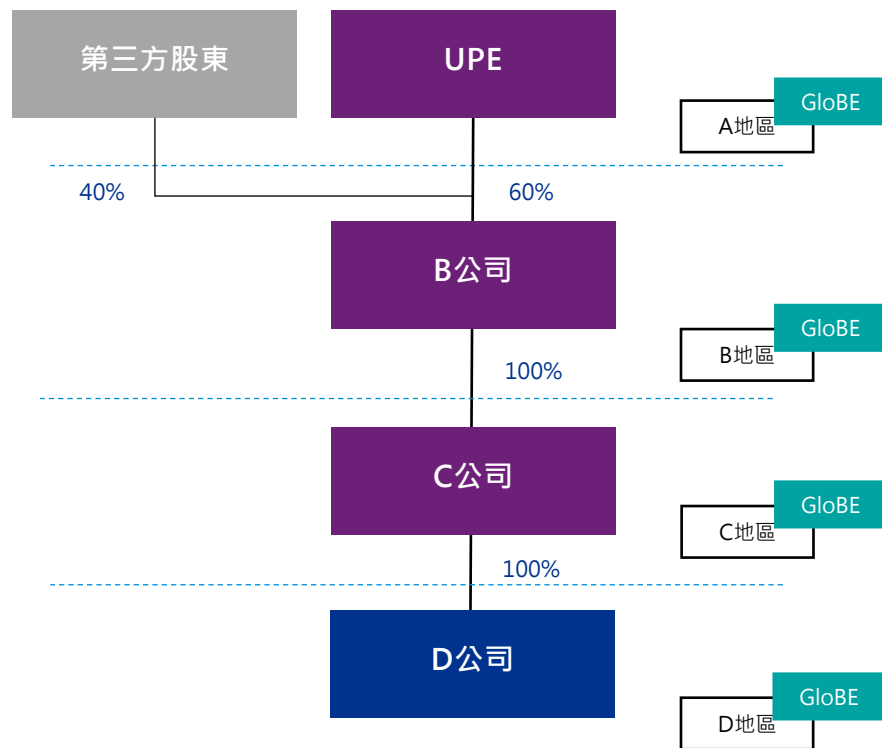 第三方股東
UPE
GloBE
A地區
40%
60%
B公司
GloBE
B地區
100%
C公司
GloBE
C地區
100%
D公司
GloBE
D地區